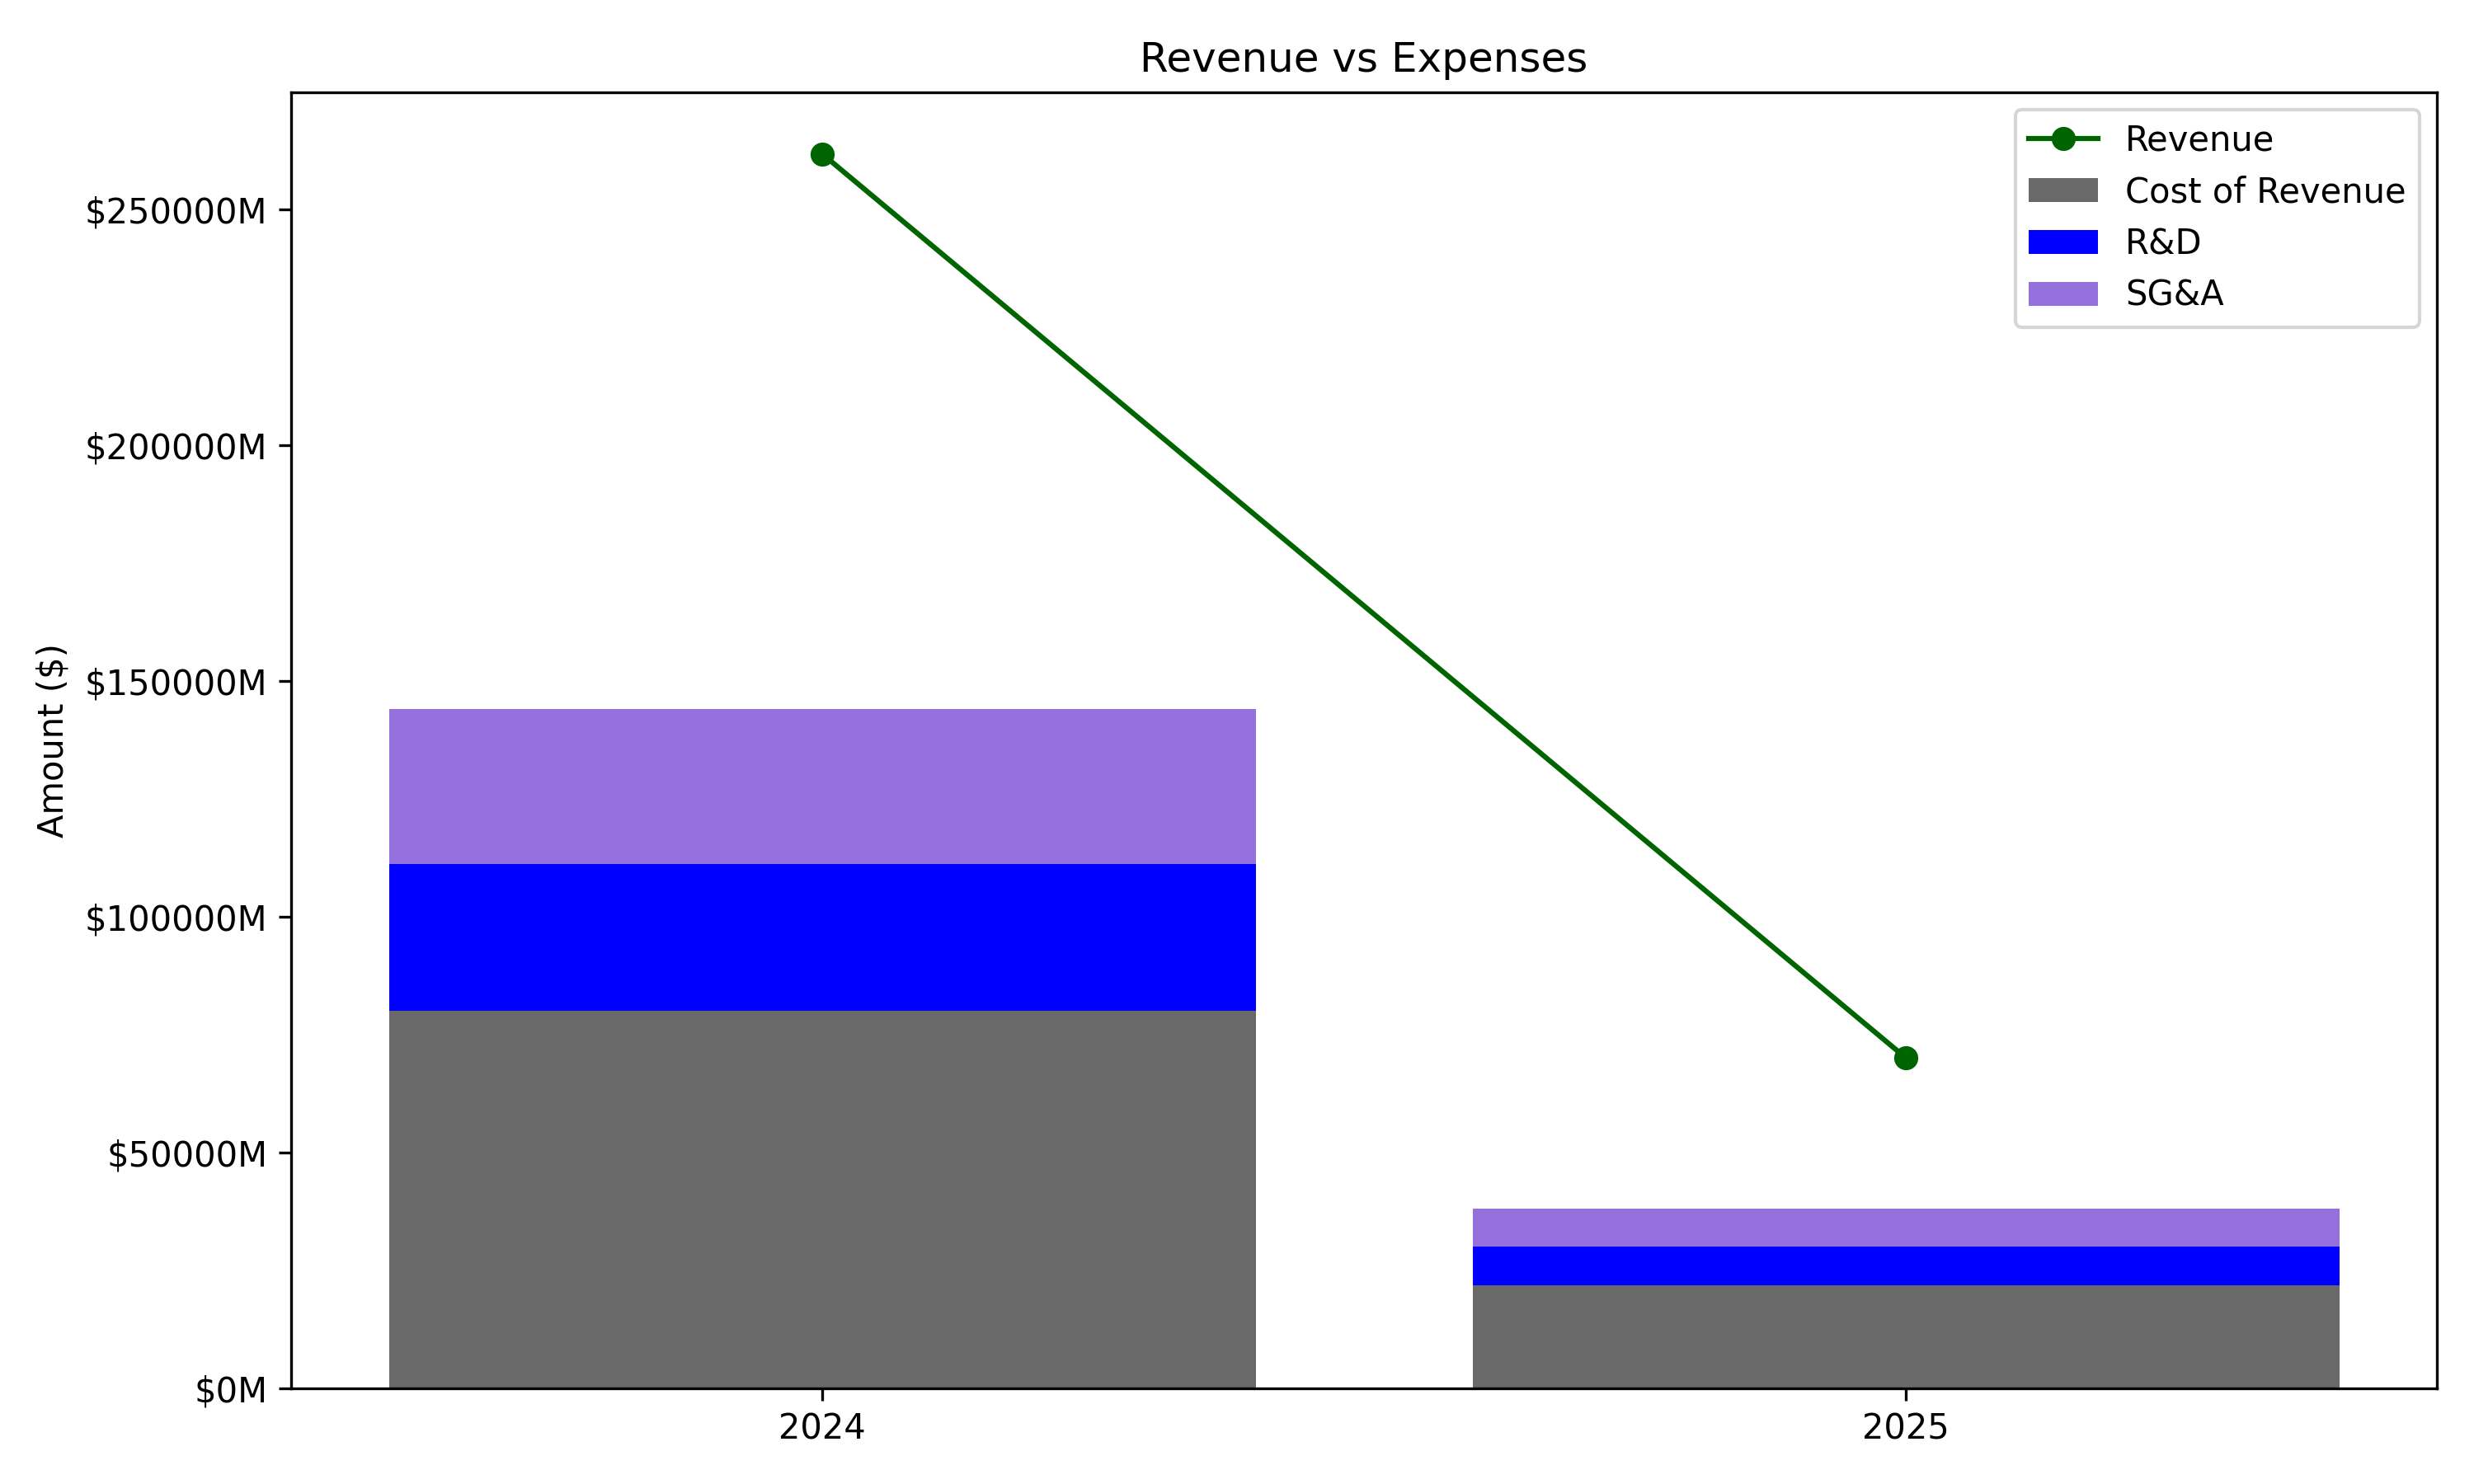 Revenue vs Expenses
Revenue
Cost of Revenue
R&D
SG&A
Amount ($)
$250000M
$200000M
$150000M
$100000M
$50000M
$0M
2024
2025